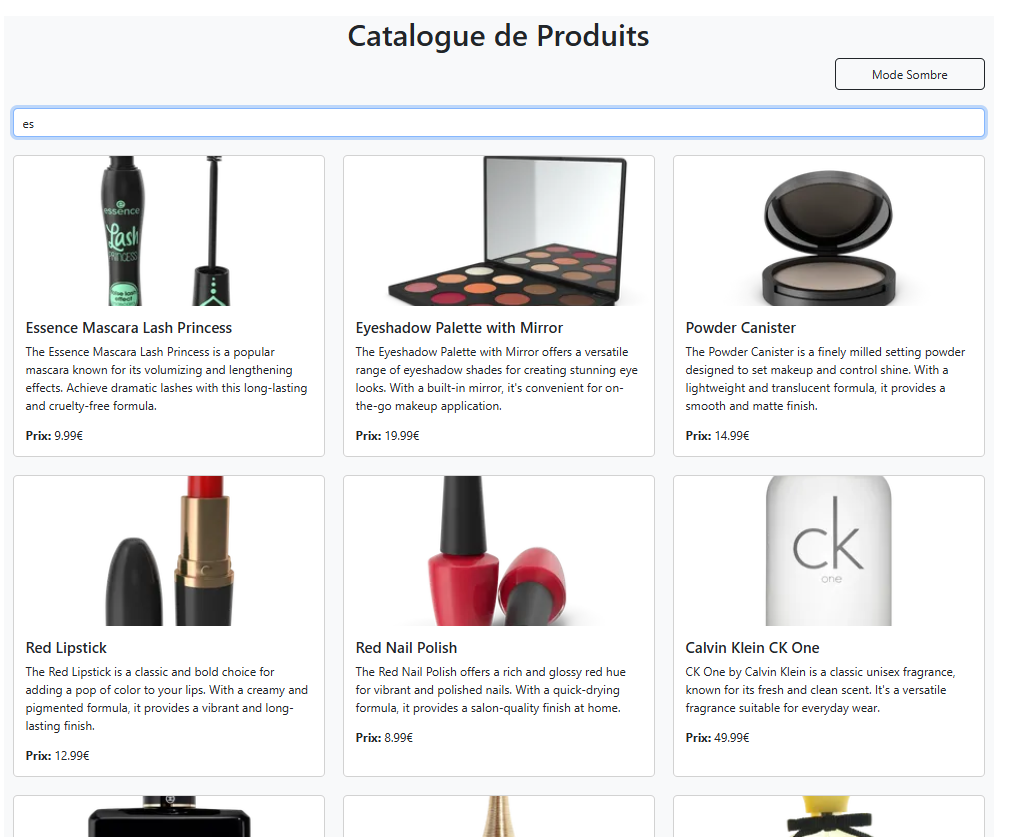 Catalogue de Produits
Mode Sombre
es
essence
Lash
PRINCESS
false lash
effect
Essence Mascara Lash Princess
The Essence Mascara Lash Princess is a popular
mascara known for its volumizing and lengthening
effects. Achieve dramatic lashes with this long-lasting
and cruelty-free formula.
Prix: 9.99€
Eyeshadow Palette with Mirror
The Eyeshadow Palette with Mirror offers a versatile
range of eyeshadow shades for creating stunning eye
looks. With a built-in mirror, it's convenient for on-
the-go makeup application.
Prix: 19.99€
Powder Canister
The Powder Canister is a finely milled setting powder
designed to set makeup and control shine. With a
lightweight and translucent formula, it provides a
smooth and matte finish.
Prix: 14.99€
Red Lipstick
The Red Lipstick is a classic and bold choice for
adding a pop of color to your lips. With a creamy and
pigmented formula, it provides a vibrant and long-
lasting finish.
Prix: 12.99€
Red Nail Polish
The Red Nail Polish offers a rich and glossy red hue
for vibrant and polished nails. With a quick-drying
formula, it provides a salon-quality finish at home.
Prix: 8.99€
ck
one
Calvin Klein CK One
CK One by Calvin Klein is a classic unisex fragrance,
known for its fresh and clean scent. It's a versatile
fragrance suitable for everyday wear.
Prix: 49.99€